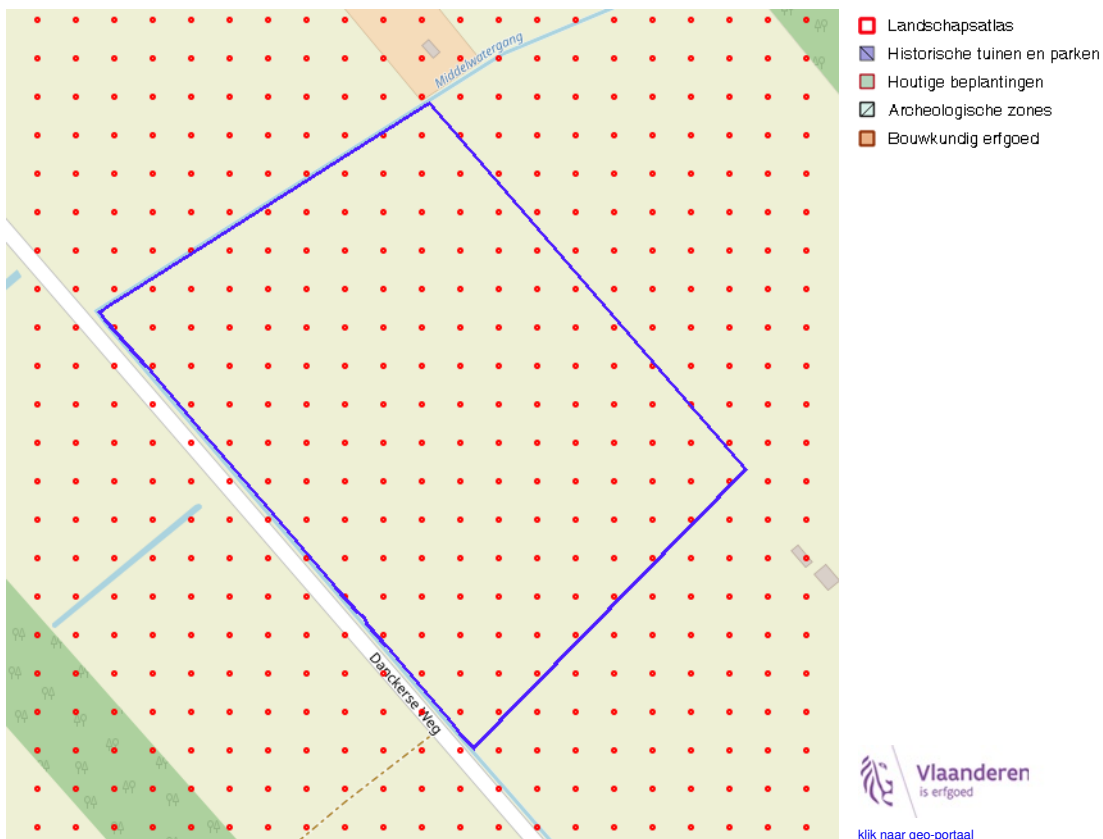 Middelwatergang
Danckerse Weg
Landschapsatlas
Historische tuinen en parken
Houtige beplantingen
Archeologische zones
Bouwkundig erfgoed
Vlaanderen
is erfgoed
klik naar geo-portaal